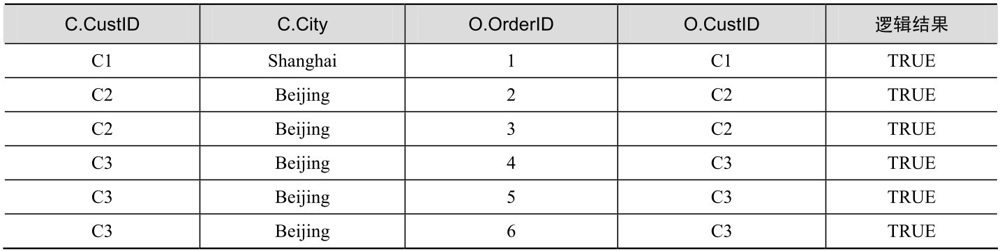 C.CustID C.City O.OrderID O.CustID 逻辑结果
C1 Shanghai 1 C1 TRUE
C2 Beijing 2 C2 TRUE
C2 Beijing 3 C2 TRUE
C3 Beijing 4 C3 TRUE
C3 Beijing 5 C3 TRUE
C3 Beijing 6 C3 TRUE